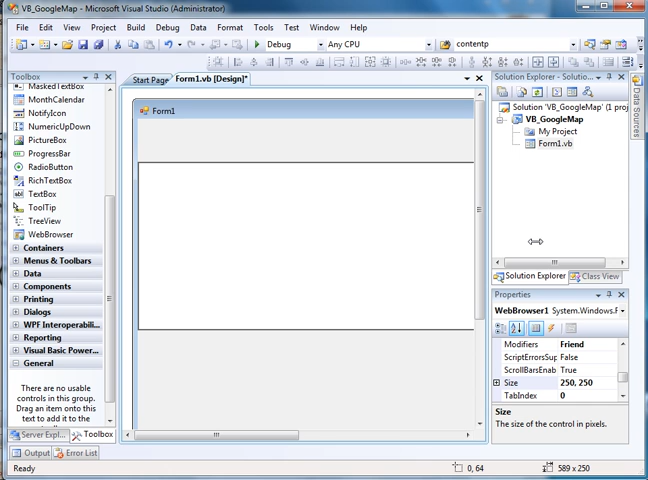 VB_GoogleMap - Microsoft Visual Studio (Administrator)
File Edit View Project Build Debug Data Format Tools Test Window Help
Debug Any CPU contentp
Toolbox
MaskedTextBox
MonthCalendar
NotifyIcon
NumericUpDown
PictureBox
ProgressBar
RadioButton
RichTextBox
abl TextBox
ToolTip
TreeView
WebBrowser
Containers
Menus & Toolbars
Data
Components
Printing
Dialogs
WPF Interoperabili...
Reporting
Visual Basic Power...
General
There are no usable
controls in this group.
Drag an item onto this
text to add it to the
Server Expl... Toolbox
Start Page Form1.vb [Design]*
Form1
Solution Explorer - Solutio...
Solution 'VB_GoogleMap' (1 proj
VB_GoogleMap
My Project
Form1.vb
Solution Explorer Class View
Data Sources
Properties
WebBrowser1 System.Windows.F
Modifiers Friend
ScriptErrorsSup False
ScrollBarsEnab True
Size 250, 250
TabIndex 0
Size
The size of the control in pixels.
Output Error List
Ready 0, 64 589 x 250